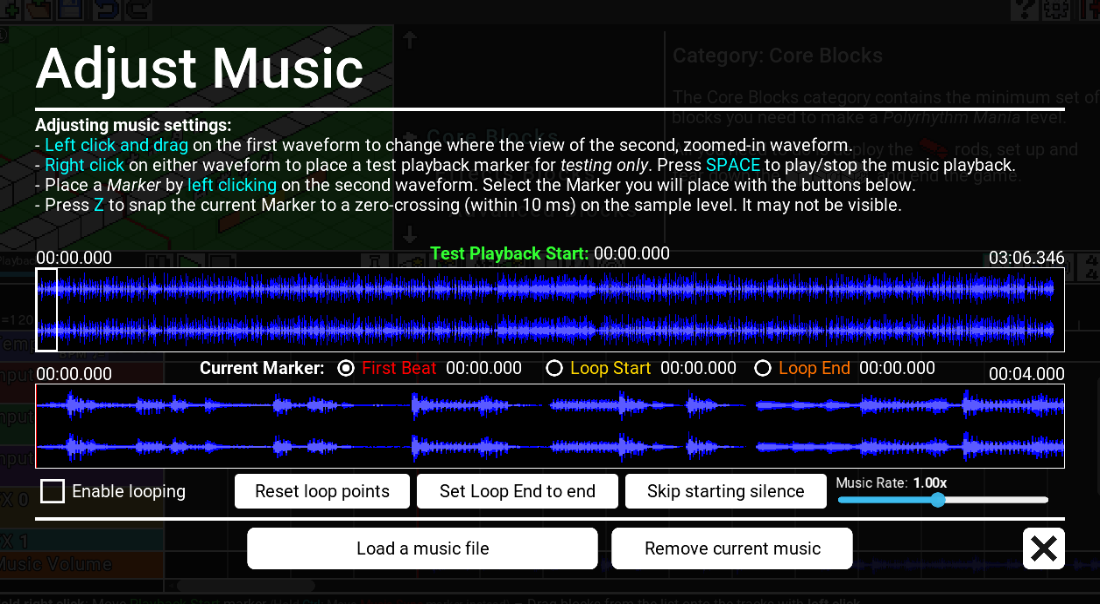 Category: Core Blocks
Adjust Music
The Core Blocks category contains the minimum set of
blocks you need to make a Polyrhythm Mania level.
Adjusting music settings:
Core Blocks
- Left click and drag on the first waveform to change where the view of the second, zoomed-in waveform.
- Right click on either waveform to place a test playback marker for testing only. Press SPACE to play/stop the music playback.
rods, set up and
- Place a Marker by left clicking on the second waveform. Select the Marker you will place with the buttons below.
- Press Z to snap the current Marker to a zero-crossing (within 10 ms) on the sample level. It may not be visible.
Test Playback Start: 00:00.000
00:00.000
03:06.346
Current Marker: First Beat 00:00.000 Loop Start 00:00.000 Loop End 00:00.000
00:00.000
00:04.000
Enable looping
Reset loop points
Set Loop End to end
Skip starting silence
Music Rate: 1.00x
Load a music file
Remove current music
Music Volume